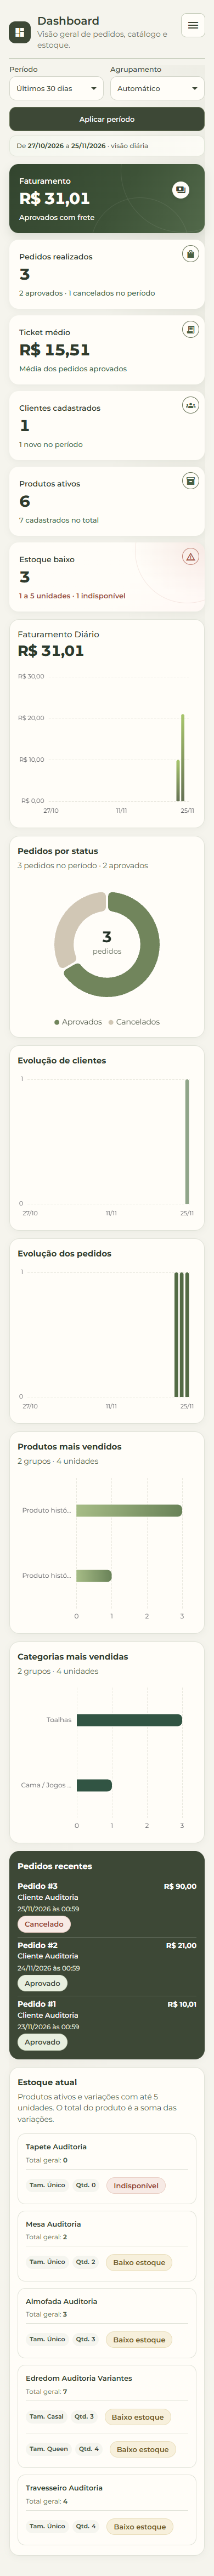 Dashboard
Visão geral de pedidos, catálogo e
estoque.
Período
Agrupamento
Últimos 30 dias
Automático
Aplicar período
De 27/10/2026 a 25/11/2026 · visão diária
Faturamento
R$ 31,01
Aprovados com frete
Pedidos realizados
3
2 aprovados · 1 cancelados no período
Ticket médio
R$ 15,51
Média dos pedidos aprovados
Clientes cadastrados
1
1 novo no período
Produtos ativos
6
7 cadastrados no total
Estoque baixo
3
1 a 5 unidades · 1 indisponível
Faturamento Diário
R$ 31,01
R$ 30,00
R$ 20,00
R$ 10,00
R$ 0,00
27/10
11/11
25/11
Pedidos por status
3 pedidos no período · 2 aprovados
3
pedidos
Aprovados
Cancelados
Evolução de clientes
1
0
27/10
11/11
25/11
Evolução dos pedidos
1
0
27/10
11/11
25/11
Produtos mais vendidos
2 grupos · 4 unidades
Produto histó...
Produto histó...
0
1
2
3
Categorias mais vendidas
2 grupos · 4 unidades
Toalhas
Cama / Jogos ...
0
1
2
3
Pedidos recentes
Pedido #3
R$ 90,00
Cliente Auditoria
25/11/2026 às 00:59
Cancelado
Pedido #2
R$ 21,00
Cliente Auditoria
24/11/2026 às 00:59
Aprovado
Pedido #1
R$ 10,01
Cliente Auditoria
23/11/2026 às 00:59
Aprovado
Estoque atual
Produtos ativos e variações com até 5
unidades. O total do produto é a soma das
variações.
Tapete Auditoria
Total geral: 0
Tam. Único
Qtd. 0
Indisponível
Mesa Auditoria
Total geral: 2
Tam. Único
Qtd. 2
Baixo estoque
Almofada Auditoria
Total geral: 3
Tam. Único
Qtd. 3
Baixo estoque
Edredom Auditoria Variantes
Total geral: 7
Tam. Casal
Qtd. 3
Baixo estoque
Tam. Queen
Qtd. 4
Baixo estoque
Travesseiro Auditoria
Total geral: 4
Tam. Único
Qtd. 4
Baixo estoque